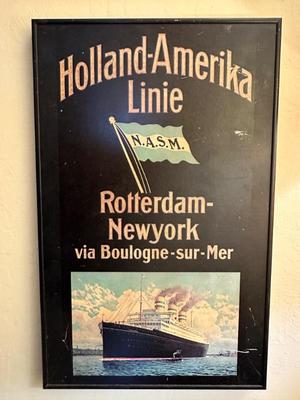 Holland-Amerika
Linie
N.A.S.M.
Rotterdam-
Newyork
via Boulogne-sur-Mer